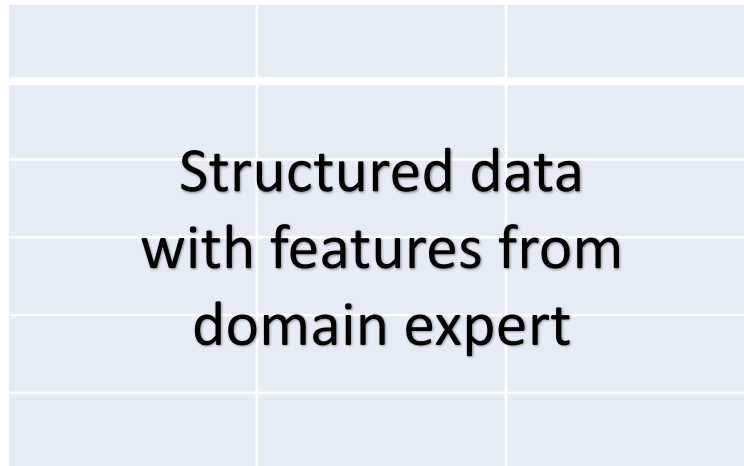 Structured data
with features from
domain expert